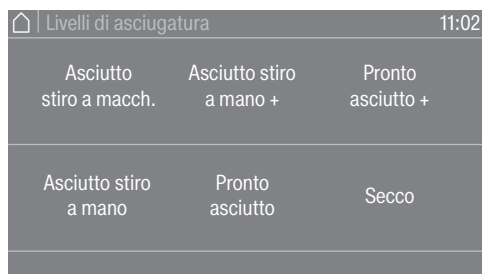 Livelli di asciugatura 11:02
Asciutto Asciutto stiro Pronto
stiro a macch. a mano + asciutto +
Asciutto stiro Pronto Secco
a mano asciutto